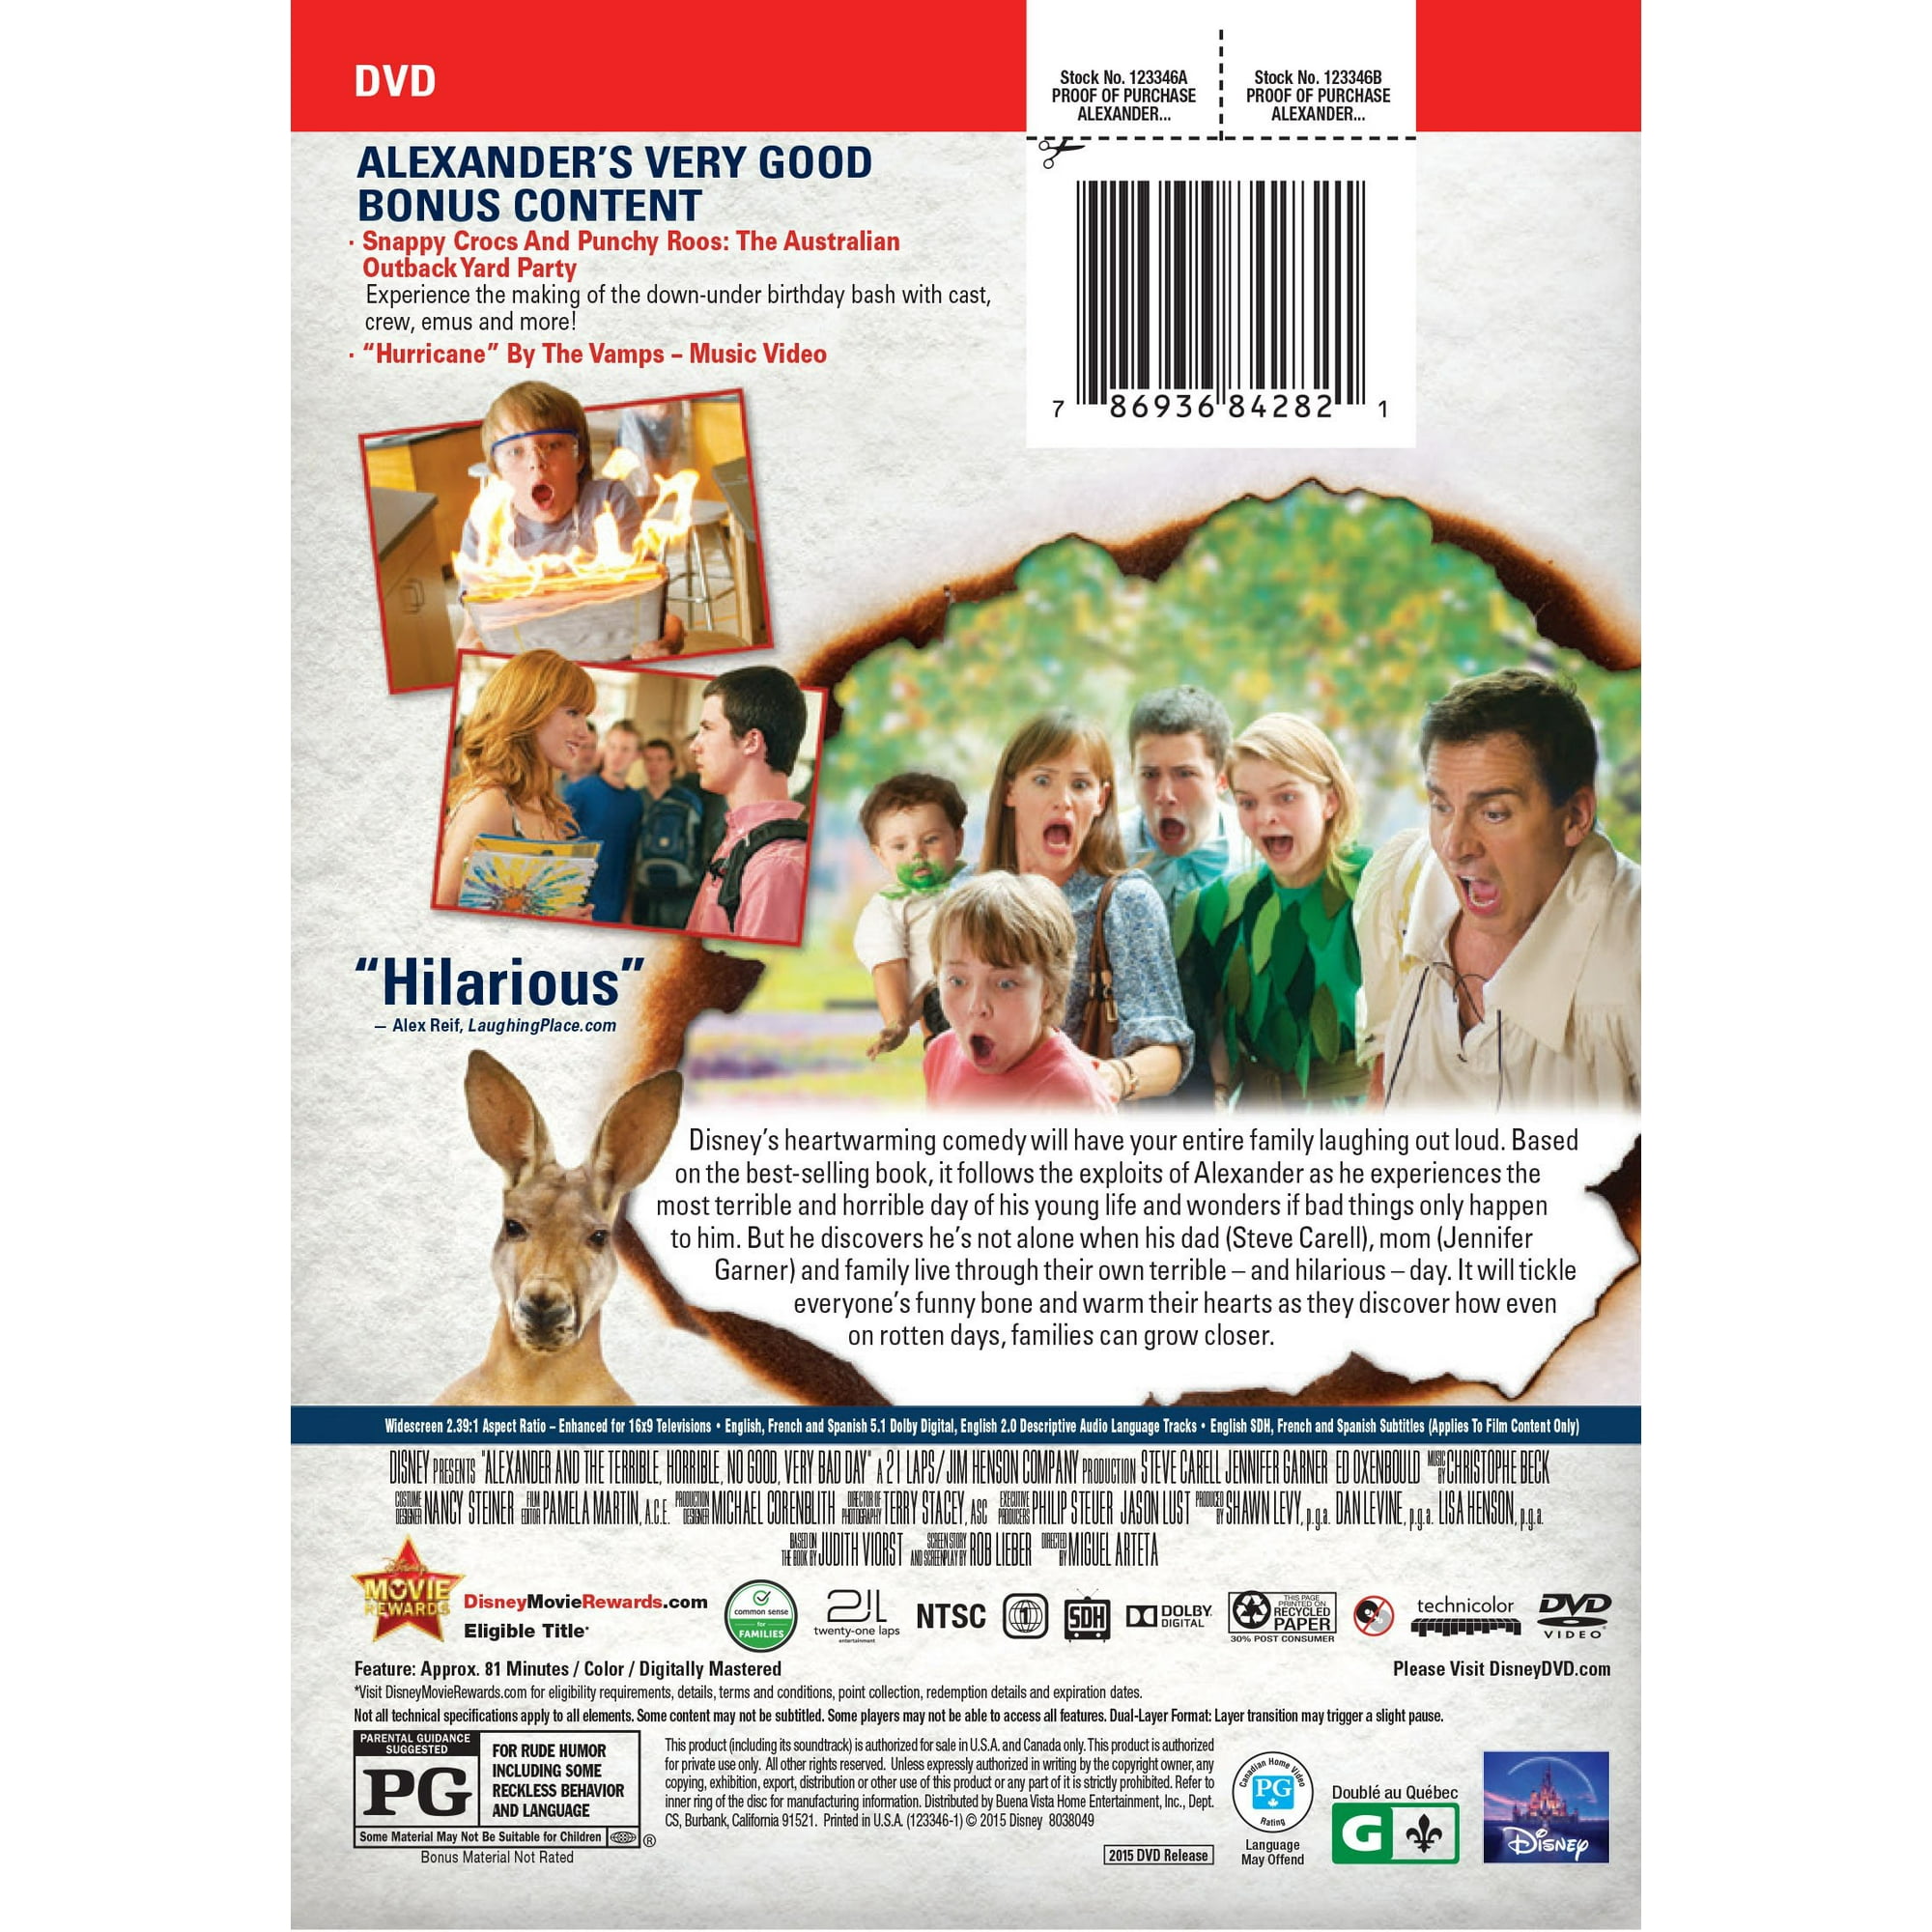 DVD
Stock No. 123346A
PROOF OF PURCHASE
ALEXANDER...
Stock No. 123346B
PROOF OF PURCHASE
ALEXANDER...
ALEXANDER'S VERY GOOD
BONUS CONTENT
· Snappy Crocs And Punchy Roos: The Australian
Outback Yard Party
Experience the making of the down-under birthday bash with cast,
crew, emus and more!
· “Hurricane” By The Vamps – Music Video
7 86936 84282 1
“Hilarious”
– Alex Reif, LaughingPlace.com
Disney's heartwarming comedy will have your entire family laughing out loud. Based
on the best-selling book, it follows the exploits of Alexander as he experiences the
most terrible and horrible day of his young life and wonders if bad things only happen
to him. But he discovers he's not alone when his dad (Steve Carell), mom (Jennifer
Garner) and family live through their own terrible – and hilarious – day. It will tickle
everyone's funny bone and warm their hearts as they discover how even
on rotten days, families can grow closer.
Widescreen 2.39:1 Aspect Ratio – Enhanced for 16x9 Televisions • English, French and Spanish 5.1 Dolby Digital, English 2.0 Descriptive Audio Language Tracks • English SDH, French and Spanish Subtitles (Applies To Film Content Only)
DISNEY PRESENTS "ALEXANDER AND THE TERRIBLE, HORRIBLE, NO GOOD, VERY BAD DAY" A 21 LAPS/JIM HENSON COMPANY PRODUCTION STEVE CARELL JENNIFER GARNER ED OXENBOULD MUSIC BY CHRISTOPHE BECK
COSTUME DESIGNER NANCY STEINER FILM EDITOR PAMELA MARTIN, A.C.E. PRODUCTION DESIGNER MICHAEL CORENBLITH DIRECTOR OF PHOTOGRAPHY TERRY STACEY, ASC EXECUTIVE PRODUCERS PHILIP STEUER JASON LUST PRODUCED BY SHAWN LEVY, p.g.a. DAN LEVINE, p.g.a. LISA HENSON, p.g.a.
BASED ON THE BOOK BY JUDITH VIORST SCREEN STORY AND SCREENPLAY BY ROB LIEBER DIRECTED BY MIGUEL ARTETA
Disney
MOVIE
REWARDS
DisneyMovieRewards.com
Eligible Title*
common sense
for
FAMILIES
21L
twenty-one laps
entertainment
NTSC
1
SDH
DOLBY
DIGITAL
THIS PAGE
PRINTED ON
RECYCLED
PAPER
30% POST CONSUMER
technicolor
DVD
VIDEO
Feature: Approx. 81 Minutes / Color / Digitally Mastered
Please Visit DisneyDVD.com
*Visit DisneyMovieRewards.com for eligibility requirements, details, terms and conditions, point collection, redemption details and expiration dates.
Not all technical specifications apply to all elements. Some content may not be subtitled. Some players may not be able to access all features. Dual-Layer Format: Layer transition may trigger a slight pause.
PARENTAL GUIDANCE
SUGGESTED
PG
FOR RUDE HUMOR
INCLUDING SOME
RECKLESS BEHAVIOR
AND LANGUAGE
Some Material May Not Be Suitable for Children
®
Bonus Material Not Rated
This product (including its soundtrack) is authorized for sale in U.S.A. and Canada only. This product is authorized
for private use only. All other rights reserved. Unless expressly authorized in writing by the copyright owner, any
copying, exhibition, export, distribution or other use of this product or any part of it is strictly prohibited. Refer to
inner ring of the disc for manufacturing information. Distributed by Buena Vista Home Entertainment, Inc., Dept.
CS, Burbank, California 91521. Printed in U.S.A. (123346-1) © 2015 Disney 8038049
2015 DVD Release
Canadian Home Video
PG
Rating
Language
May Offend
Doublé au Québec
G
Disney